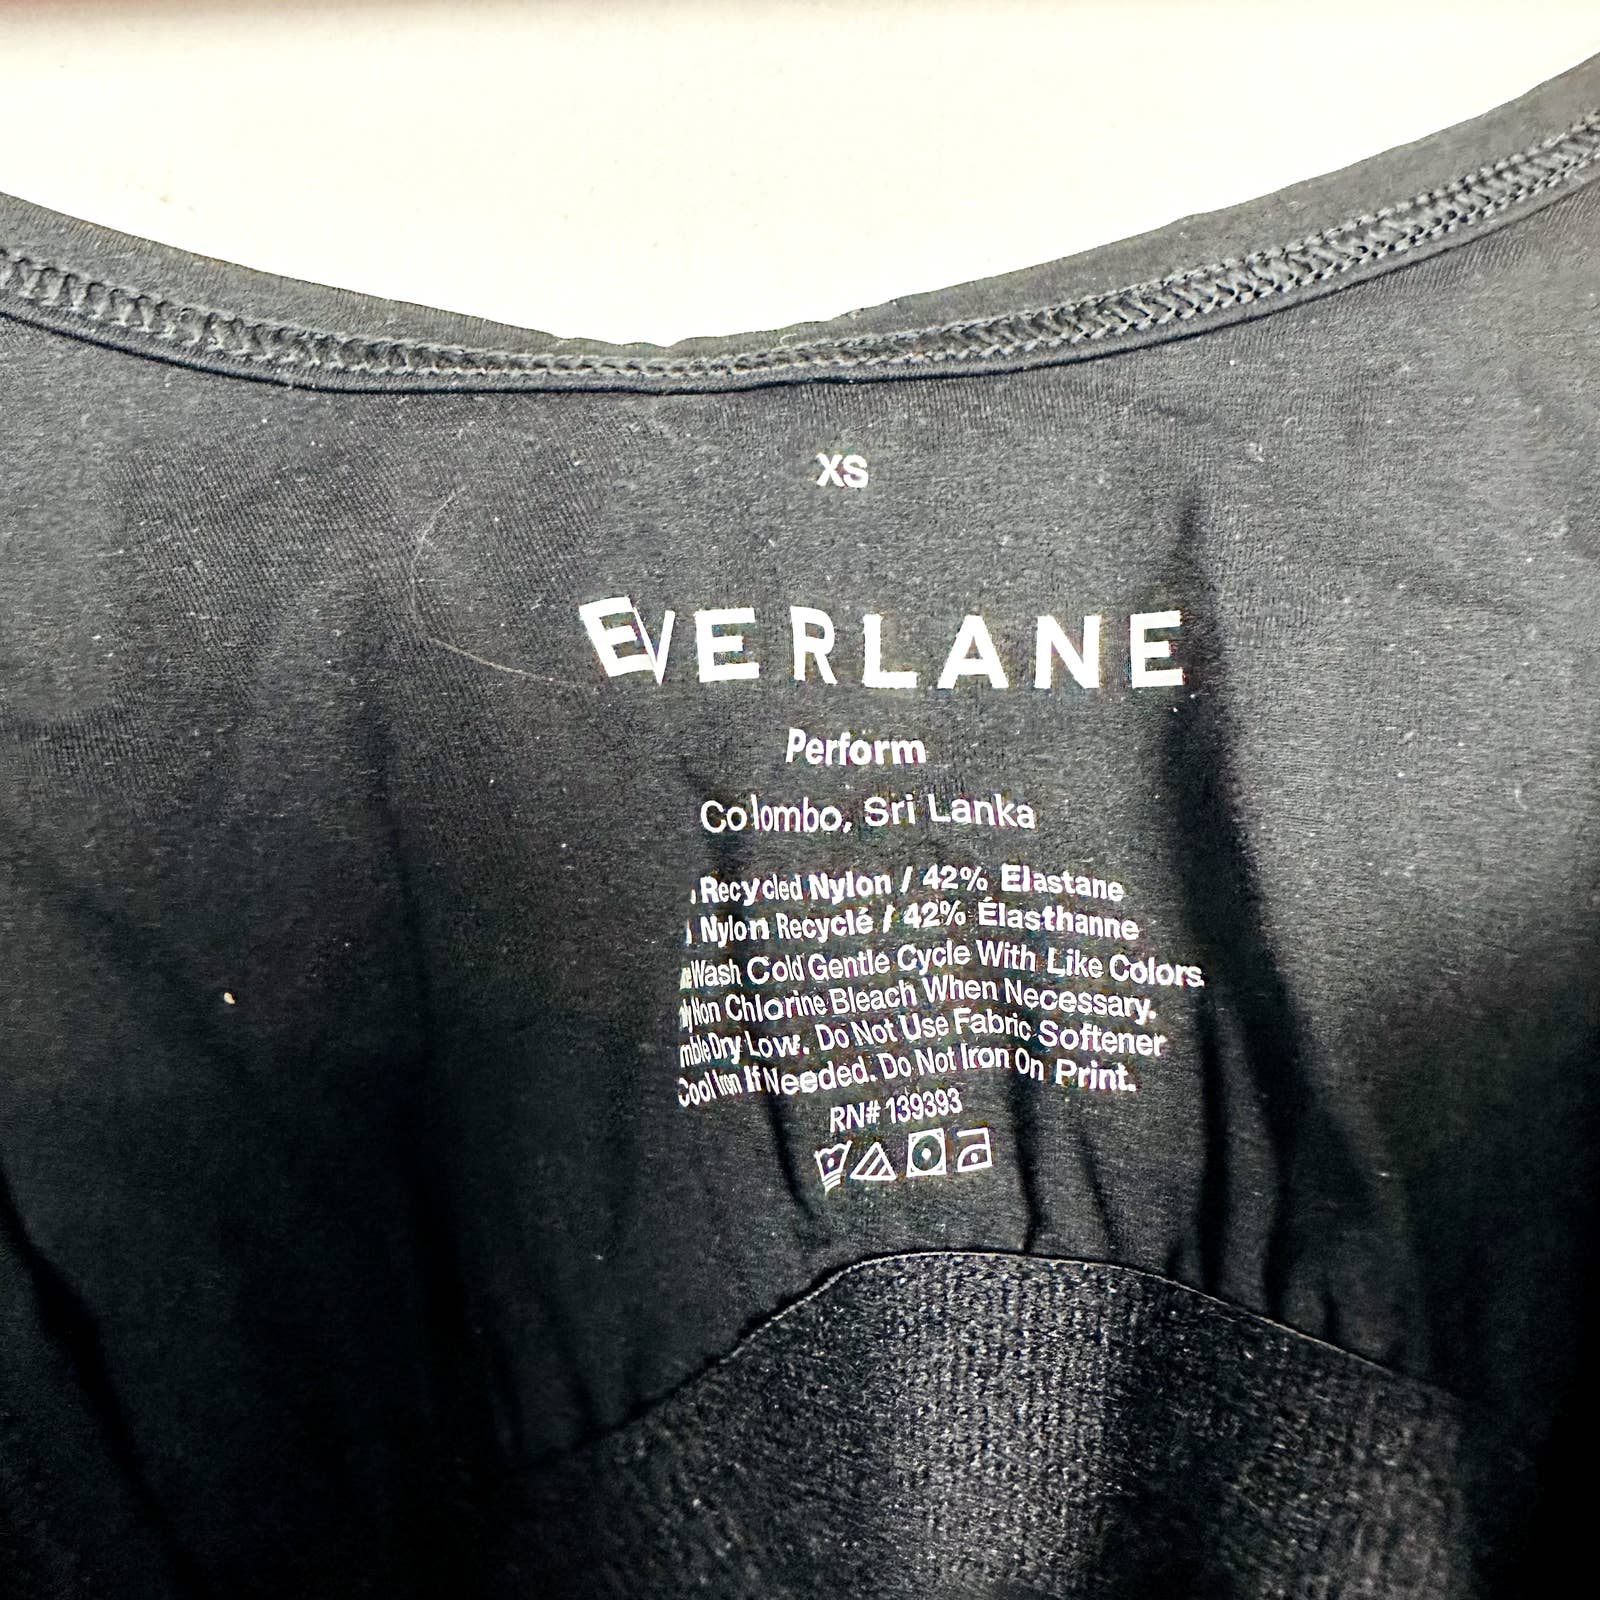 XS
EVERLANE
Perform
Colombo, Sri Lanka
Recycled Nylon / 42% Elastane
Nylon Recyclé / 42% Élasthanne
Wash Cold Gentle Cycle With Like Colors.
Non Chlorine Bleach When Necessary.
Dry Low. Do Not Use Fabric Softener
Cool Iron If Needed. Do Not Iron On Print.
RN# 139393